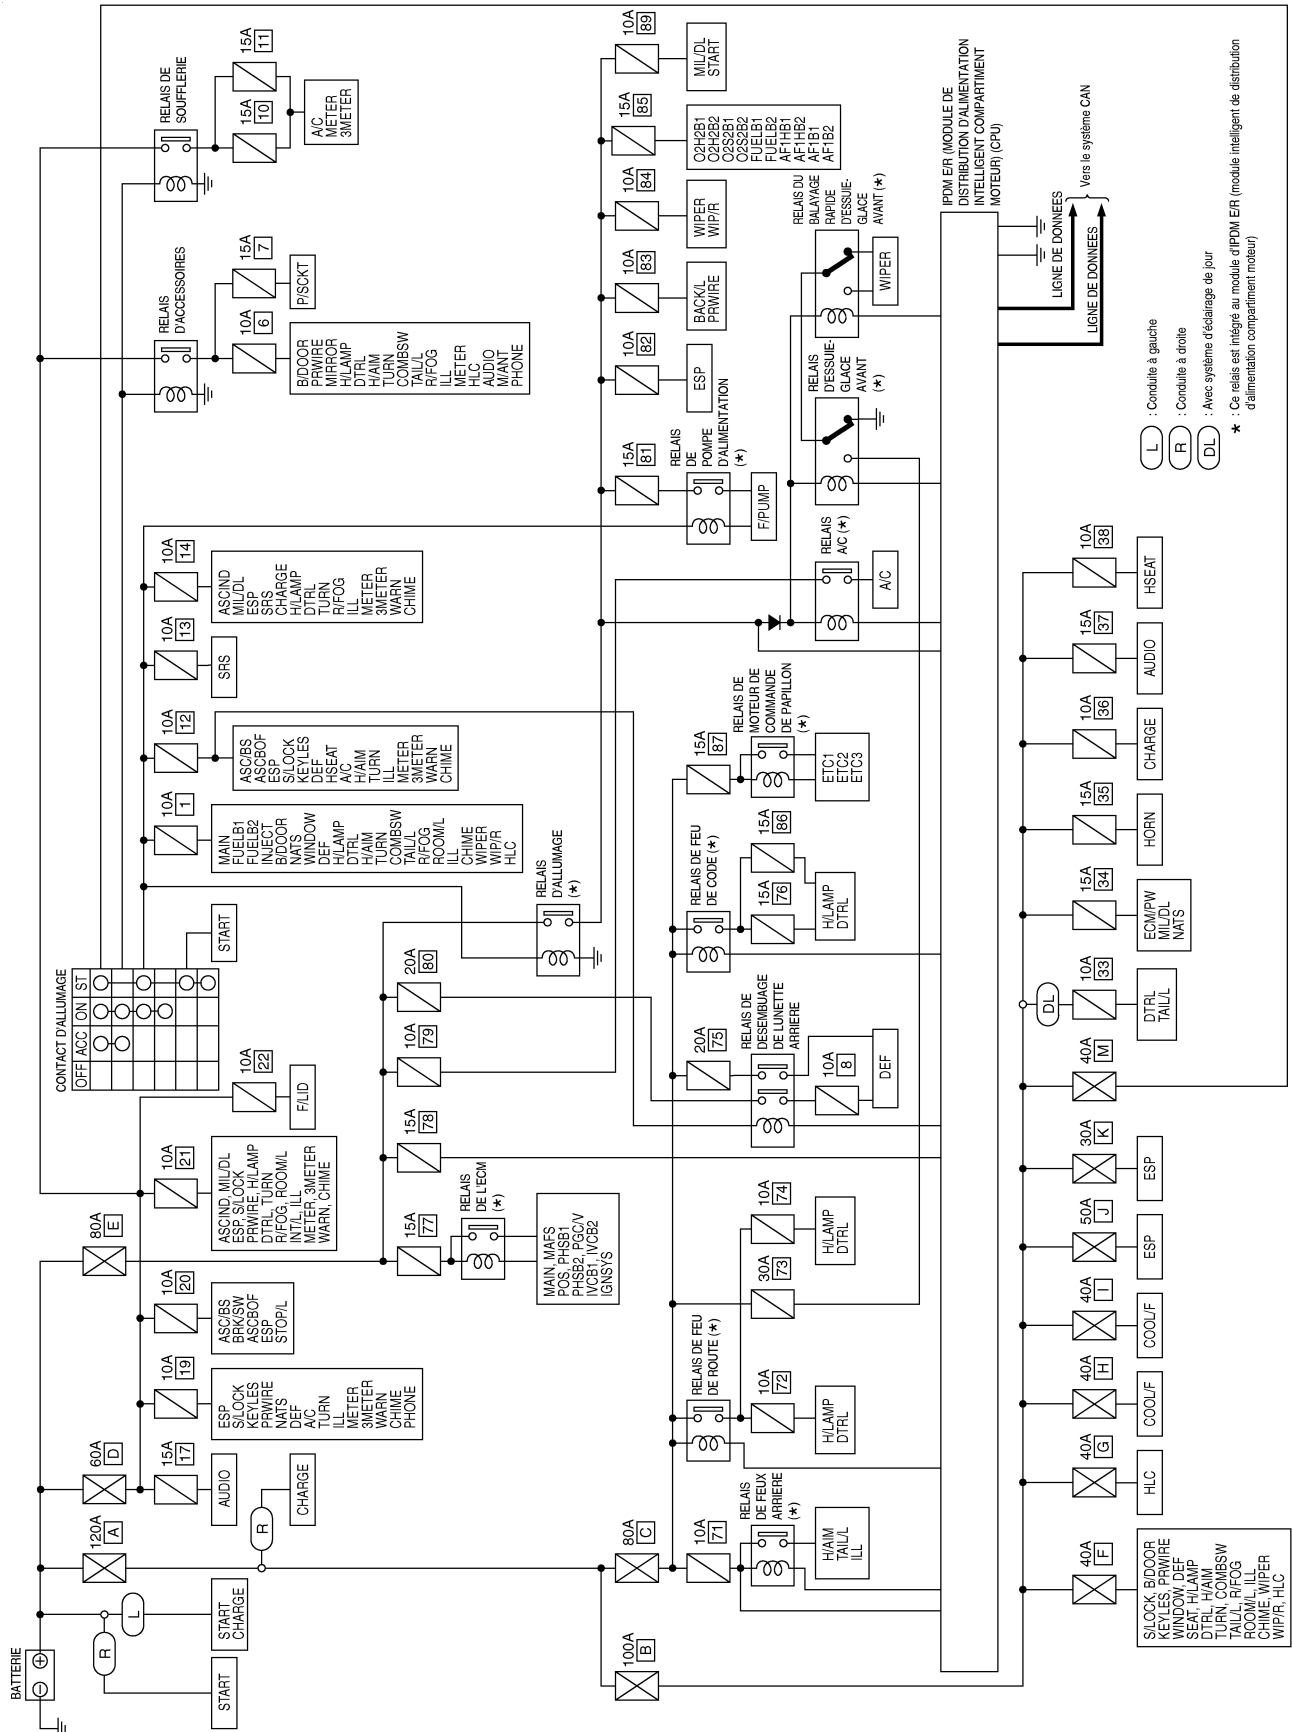 BATTERIE
START
R
L
START
CHARGE
120A
A
R
CHARGE
60A
D
15A
17
AUDIO
10A
19
ESP
S/LOCK
KEYLES
PRWIRE
NATS
DEF
A/C
TURN
ILL
METER
3METER
WARN
CHIME
PHONE
10A
20
ASC/BS
BRK/SW
ASCBOF
ESP
STOP/L
80A
E
10A
21
ASCIND, MIL/DL
ESP, S/LOCK
PRWIRE, H/LAMP
DTRL, TURN
R/FOG, ROOM/L
INT/L, ILL
METER, 3METER
WARN, CHIME
10A
22
F/LID
CONTACT D'ALLUMAGE
OFF
ACC
ON
ST
START
10A
1
MAIN
FUELB1
FUELB2
INJECT
B/DOOR
NATS
WINDOW
DEF
H/LAMP
DTRL
H/AIM
TURN
COMBSW
TAIL/L
R/FOG
ROOM/L
ILL
CHIME
WIPER
WIP/R
HLC
10A
12
ASC/BS
ASCBOF
ESP
S/LOCK
KEYLES
DEF
HSEAT
A/C
H/AIM
TURN
ILL
METER
3METER
WARN
CHIME
10A
13
SRS
10A
14
ASCIND
MIL/DL
ESP
SRS
CHARGE
H/LAMP
DTRL
TURN
R/FOG
ILL
METER
3METER
WARN
CHIME
RELAIS
D'ACCESSOIRES
10A
6
B/DOOR
PRWIRE
MIRROR
H/LAMP
DTRL
H/AIM
TURN
COMBSW
TAIL/L
R/FOG
ILL
METER
HLC
AUDIO
M/ANT
PHONE
15A
7
P/SCKT
RELAIS DE
SOUFFLERIE
15A
10
15A
11
A/C
METER
3METER
15A
77
RELAIS
DE L'ECM
(*)
MAIN, MAFS
POS, PHSB1
PHSB2, PGC/V
IVCB1, IVCB2
IGNSYS
15A
78
10A
79
20A
80
RELAIS
D'ALLUMAGE
(*)
15A
81
RELAIS
DE
POMPE
D'ALIMENTATION
(*)
F/PUMP
10A
82
ESP
10A
83
BACK/L
PRWIRE
10A
84
WIPER
WIP/R
15A
85
O2H2B1
O2H2B2
O2S2B1
O2S2B2
FUELB1
FUELB2
AF1HB1
AF1HB2
AF1B1
AF1B2
10A
89
MIL/DL
START
100A
B
80A
C
10A
71
RELAIS
DE FEUX
ARRIERE
(*)
H/AIM
TAIL/L
ILL
RELAIS DE FEU
DE ROUTE (*)
10A
72
H/LAMP
DTRL
30A
73
10A
74
H/LAMP
DTRL
20A
75
RELAIS DE
DESEMBUAGE
DE LUNETTE
ARRIERE
10A
8
DEF
RELAIS DE FEU
DE CODE (*)
15A
76
15A
86
H/LAMP
DTRL
15A
87
RELAIS DE
MOTEUR DE
COMMANDE
DE PAPILLON
(*)
ETC1
ETC2
ETC3
RELAIS
A/C (*)
A/C
RELAIS
D'ESSUIE-
GLACE
AVANT
(*)
RELAIS DU
BALAYAGE
RAPIDE
D'ESSUIE-
GLACE
AVANT (*)
WIPER
IPDM E/R (MODULE DE
DISTRIBUTION D'ALIMENTATION
INTELLIGENT COMPARTIMENT
MOTEUR) (CPU)
LIGNE DE DONNEES
LIGNE DE DONNEES
Vers le système CAN
40A
F
S/LOCK, B/DOOR
KEYLES, PRWIRE
WINDOW, DEF
SEAT, H/LAMP
DTRL, H/AIM
TURN, COMBSW
TAIL/L, R/FOG
ROOM/L, ILL
CHIME, WIPER
WIP/R, HLC
40A
G
HLC
40A
H
COOL/F
40A
I
COOL/F
50A
J
ESP
30A
K
ESP
40A
M
DL
10A
33
DTRL
TAIL/L
15A
34
ECM/PW
MIL/DL
NATS
15A
35
HORN
10A
36
CHARGE
15A
37
AUDIO
10A
38
HSEAT
L : Conduite à gauche
R : Conduite à droite
DL : Avec système d'éclairage de jour
* : Ce relais est intégré au module d'IPDM E/R (module intelligent de distribution
d'alimentation compartiment moteur)